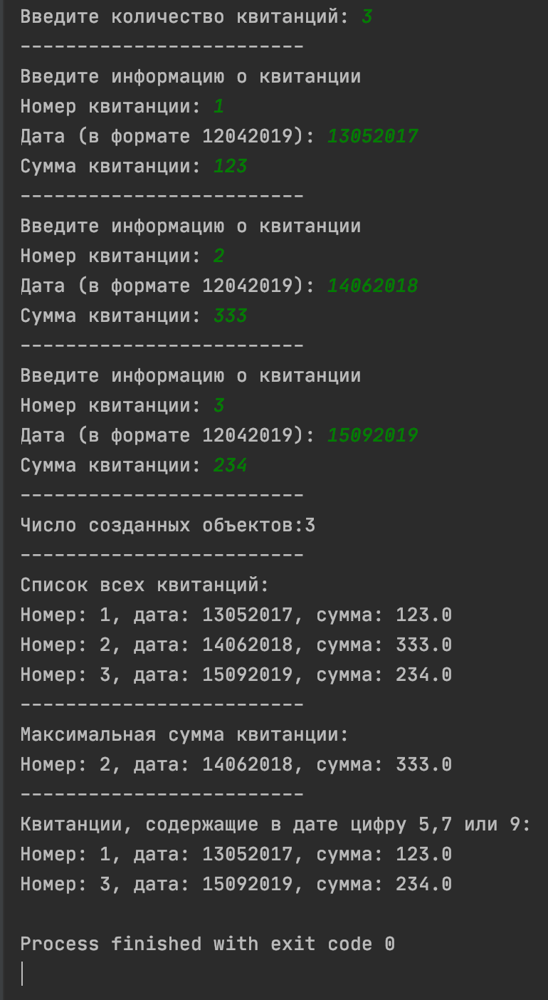 Введите количество квитанций: 3
-------------------------
Введите информацию о квитанции
Номер квитанции: 1
Дата (в формате 12042019): 13052017
Сумма квитанции: 123
-------------------------
Введите информацию о квитанции
Номер квитанции: 2
Дата (в формате 12042019): 14062018
Сумма квитанции: 333
-------------------------
Введите информацию о квитанции
Номер квитанции: 3
Дата (в формате 12042019): 15092019
Сумма квитанции: 234
-------------------------
Число созданных объектов:3
-------------------------
Список всех квитанций:
Номер: 1, дата: 13052017, сумма: 123.0
Номер: 2, дата: 14062018, сумма: 333.0
Номер: 3, дата: 15092019, сумма: 234.0
-------------------------
Максимальная сумма квитанции:
Номер: 2, дата: 14062018, сумма: 333.0
-------------------------
Квитанции, содержащие в дате цифру 5,7 или 9:
Номер: 1, дата: 13052017, сумма: 123.0
Номер: 3, дата: 15092019, сумма: 234.0
Process finished with exit code 0